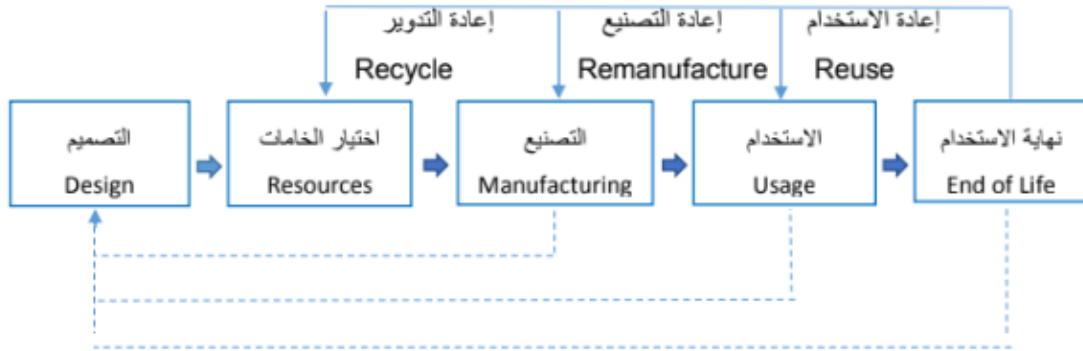 إعادة الاستخدام
إعادة التصنيع
إعادة التدوير
Recycle
Remanufacture
Reuse
التصميم
Design
اختيار الخامات
Resources
التصنيع
Manufacturing
الاستخدام
Usage
نهاية الاستخدام
End of Life